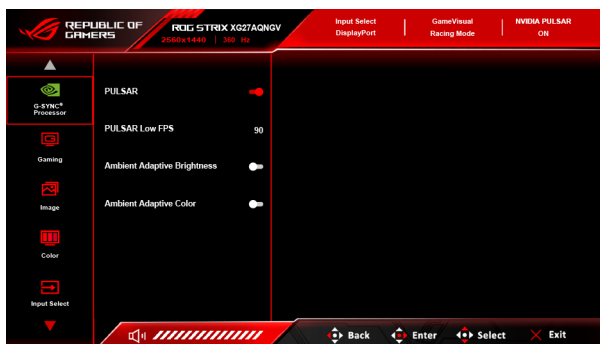 REPUBLIC OF
GAMERS
ROG STRIX XG27AQNGV
2560x1440 | 360 Hz
Input Select
DisplayPort
GameVisual
Racing Mode
NVIDIA PULSAR
ON
G-SYNC®
Processor
Gaming
Image
Color
Input Select
PULSAR
PULSAR Low FPS 90
Ambient Adaptive Brightness
Ambient Adaptive Color
Back Enter Select Exit